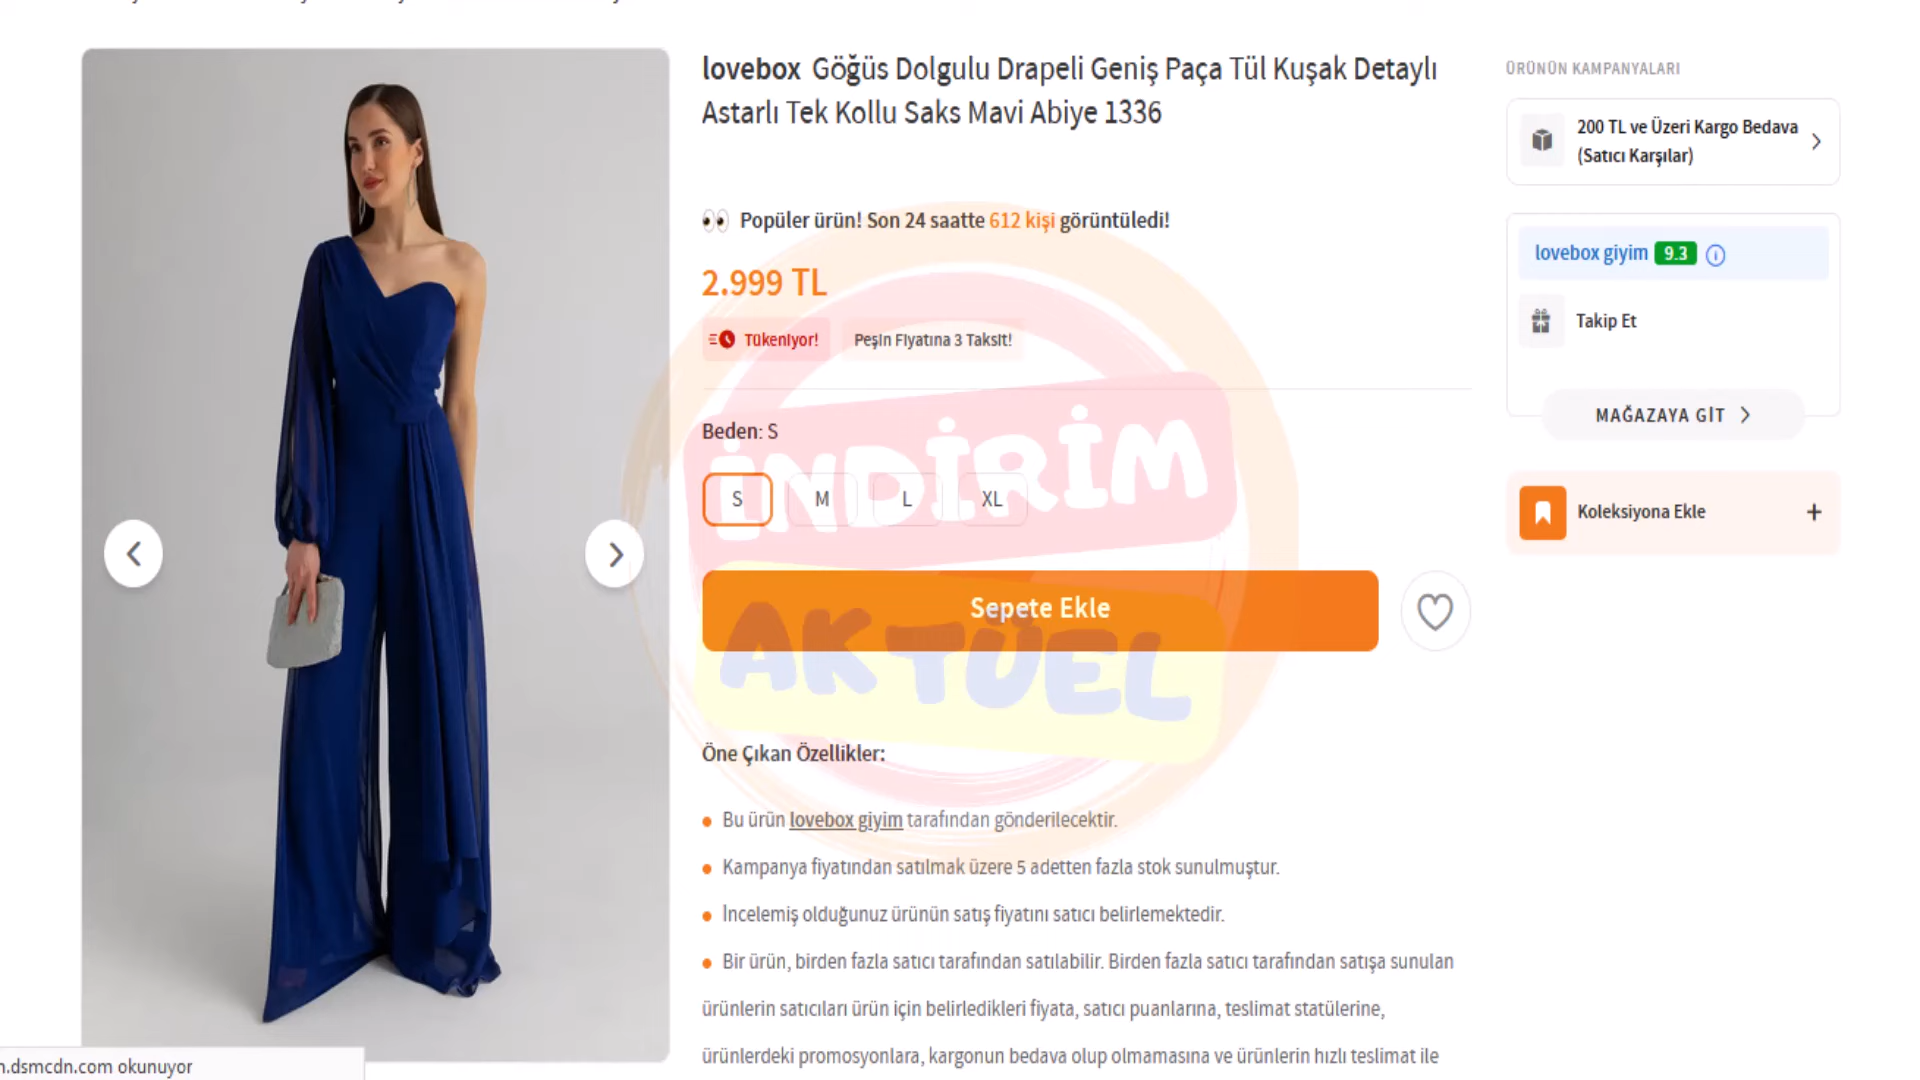 lovebox Göğüs Dolgulu Drapeli Geniş Paça Tül Kuşak Detaylı
Astarlı Tek Kollu Saks Mavi Abiye 1336
Popüler ürün! Son 24 saatte 612 kişi görüntüledi!
2.999 TL
Tükeniyor!
Peşin Fiyatına 3 Taksit!
Beden: S
S
M
L
XL
İNDİRİM
Sepete Ekle
AKTÜEL
Öne Çıkan Özellikler:
Bu ürün lovebox giyim tarafından gönderilecektir.
Kampanya fiyatından satılmak üzere 5 adetten fazla stok sunulmuştur.
İncelemiş olduğunuz ürünün satış fiyatını satıcı belirlemektedir.
Bir ürün, birden fazla satıcı tarafından satılabilir. Birden fazla satıcı tarafından satışa sunulan
ürünlerin satıcıları ürün için belirledikleri fiyata, satıcı puanlarına, teslimat statülerine,
ürünlerdeki promosyonlara, kargonun bedava olup olmamasına ve ürünlerin hızlı teslimat ile
ÜRÜNÜN KAMPANYALARI
200 TL ve Üzeri Kargo Bedava
(Satıcı Karşılar)
lovebox giyim 9.3
Takip Et
MAĞAZAYA GİT
Koleksiyona Ekle
n.dsmcdn.com okunuyor